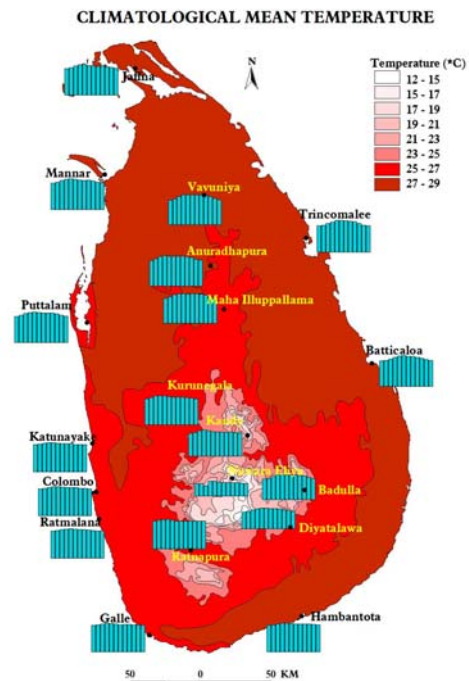 CLIMATOLOGICAL MEAN TEMPERATURE
N
Temperature (°C)
12 - 15
15 - 17
17 - 19
19 - 21
21 - 23
23 - 25
25 - 27
27 - 29
Jaffna
Mannar
Vavuniya
Trincomalee
Anuradhapura
Maha Illuppallama
Puttalam
Batticaloa
Kurunegala
Kandy
Katunayak
Nuwara Eliya
Colombo
Badulla
Ratmalana
Diyatalawa
Ratnapura
Galle
Hambantota
50 0 50 KM